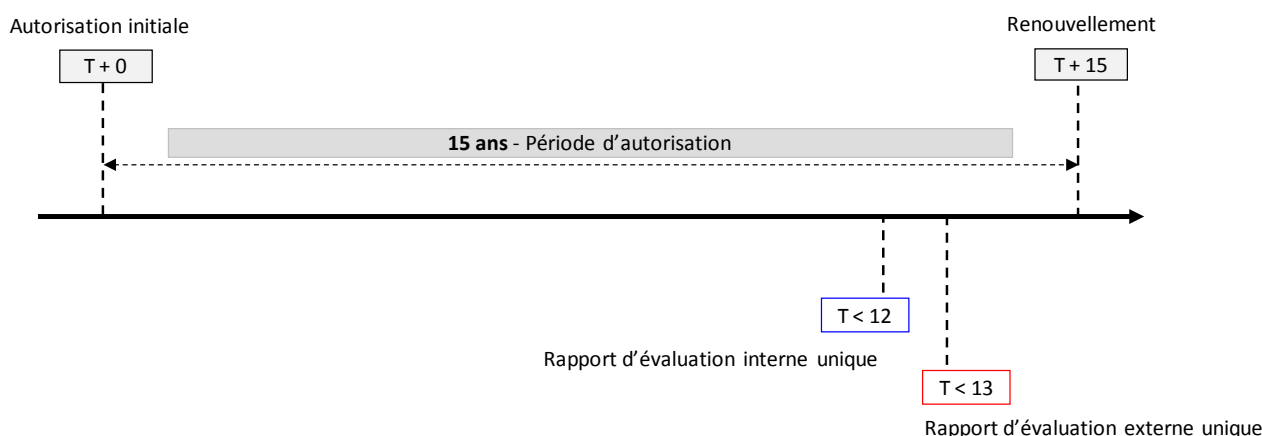 Autorisation initiale
Renouvellement
T + 0
T + 15
15 ans - Période d'autorisation
T < 12
Rapport d'évaluation interne unique
T < 13
Rapport d'évaluation externe unique